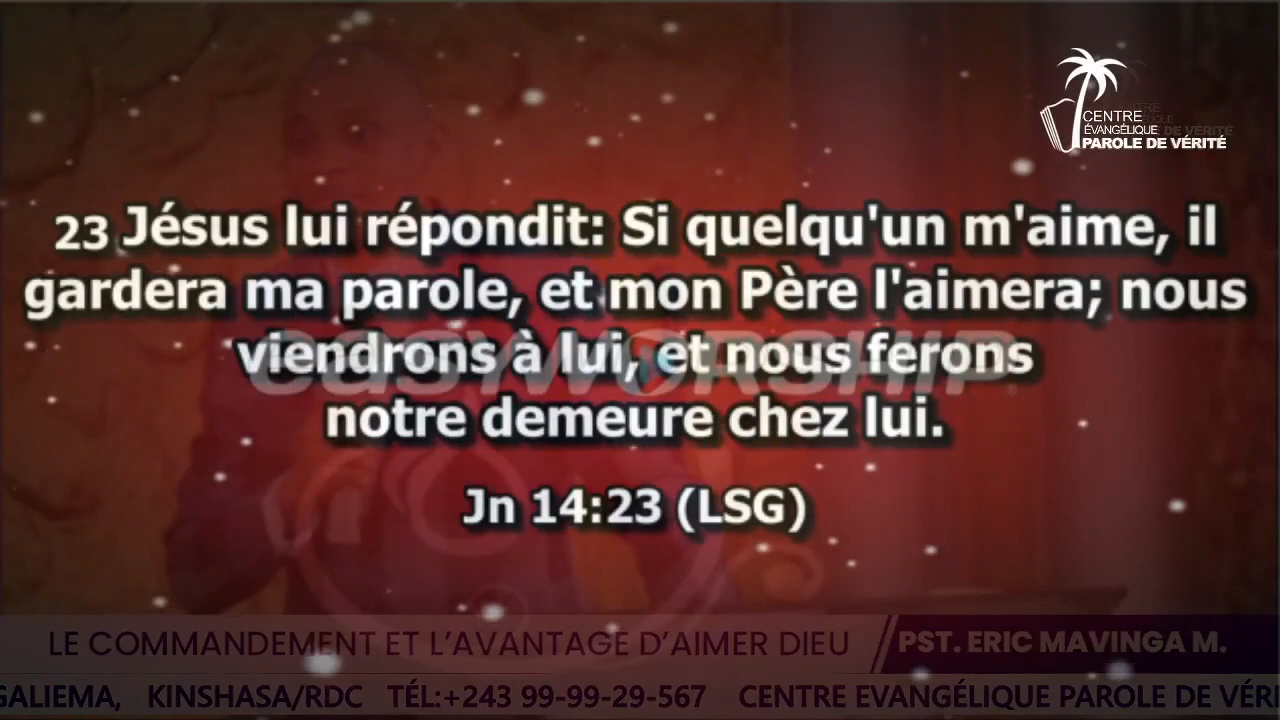 CENTRE
ÉVANGÉLIQUE
PAROLE DE VÉRITÉ
23 Jésus lui répondit: Si quelqu'un m'aime, il
gardera ma parole, et mon Père l'aimera; nous
viendrons à lui, et nous ferons
notre demeure chez lui.
EASYWORSHIP
Jn 14:23 (LSG)
LE COMMANDEMENT ET L'AVANTAGE D'AIMER DIEU
PST. ERIC MAVINGA M.
GALIEMA, KINSHASA/RDC TÉL:+243 99-99-29-567 CENTRE EVANGÉLIQUE PAROLE DE VÉRI